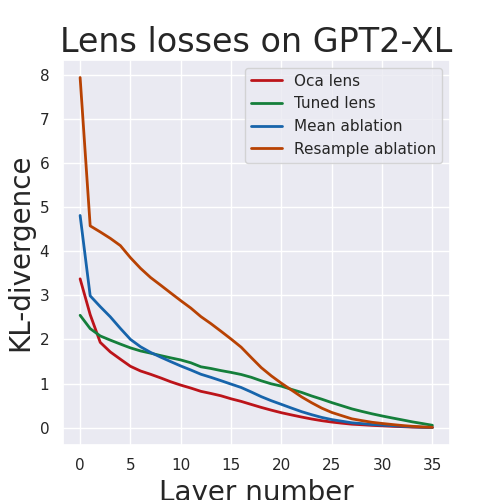 Lens losses on GPT2-XL
Oca lens
Tuned lens
Mean ablation
Resample ablation
KL-divergence
8
7
6
5
4
3
2
1
0
0 5 10 15 20 25 30 35
Layer number